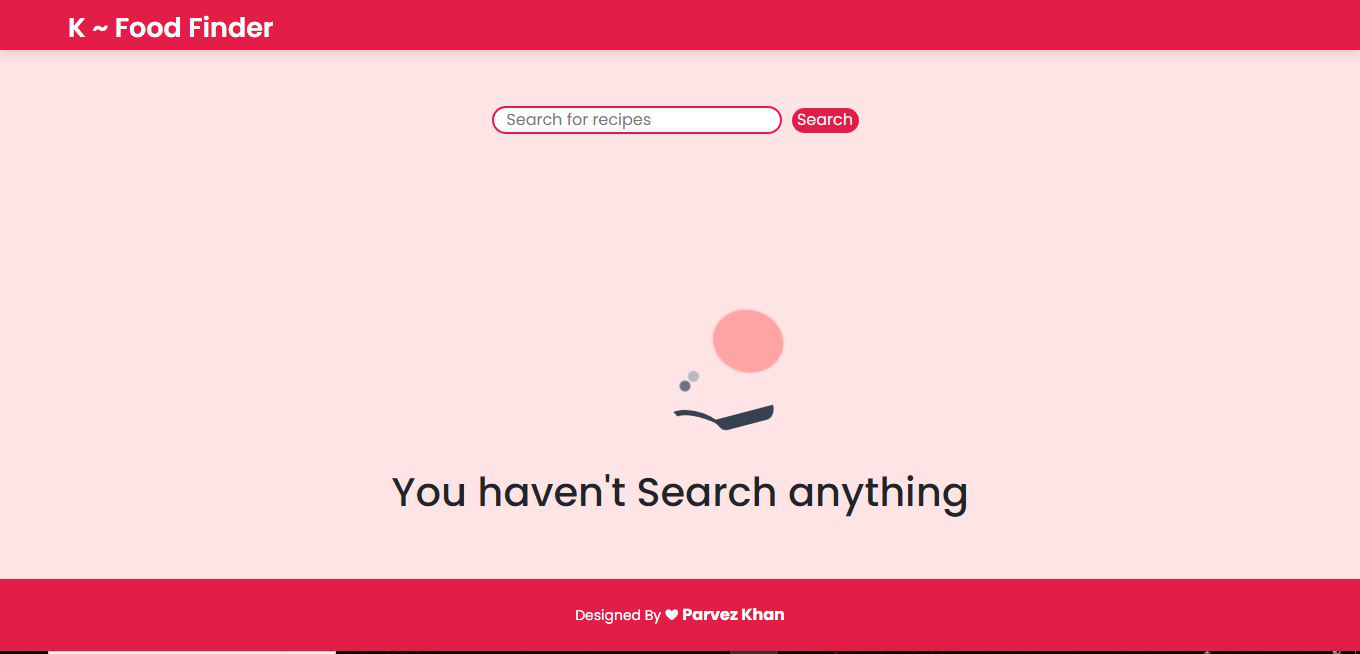 K ~ Food Finder
Search for recipes
Search
You haven't Search anything
Designed By ♥ Parvez Khan